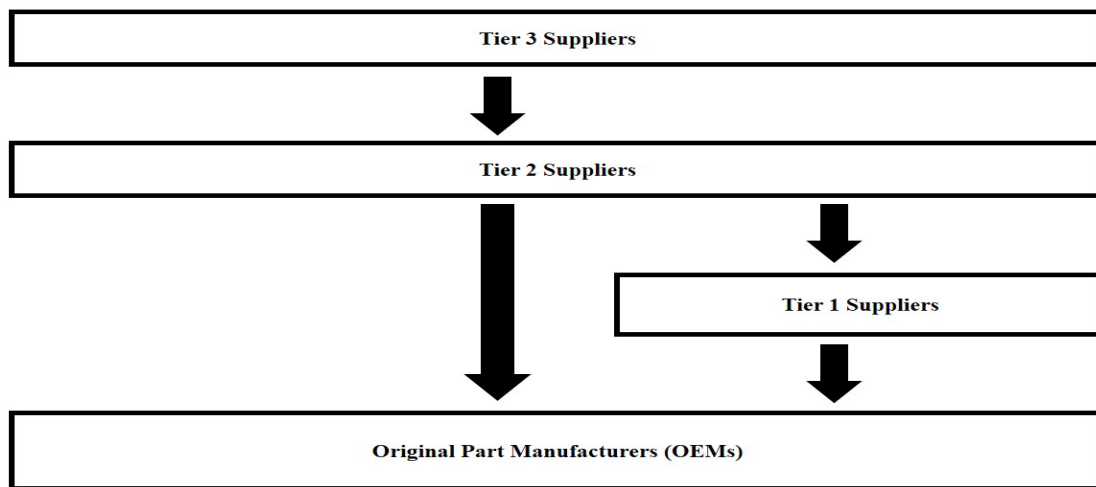 Tier 3 Suppliers
Tier 2 Suppliers
Tier 1 Suppliers
Original Part Manufacturers (OEMs)